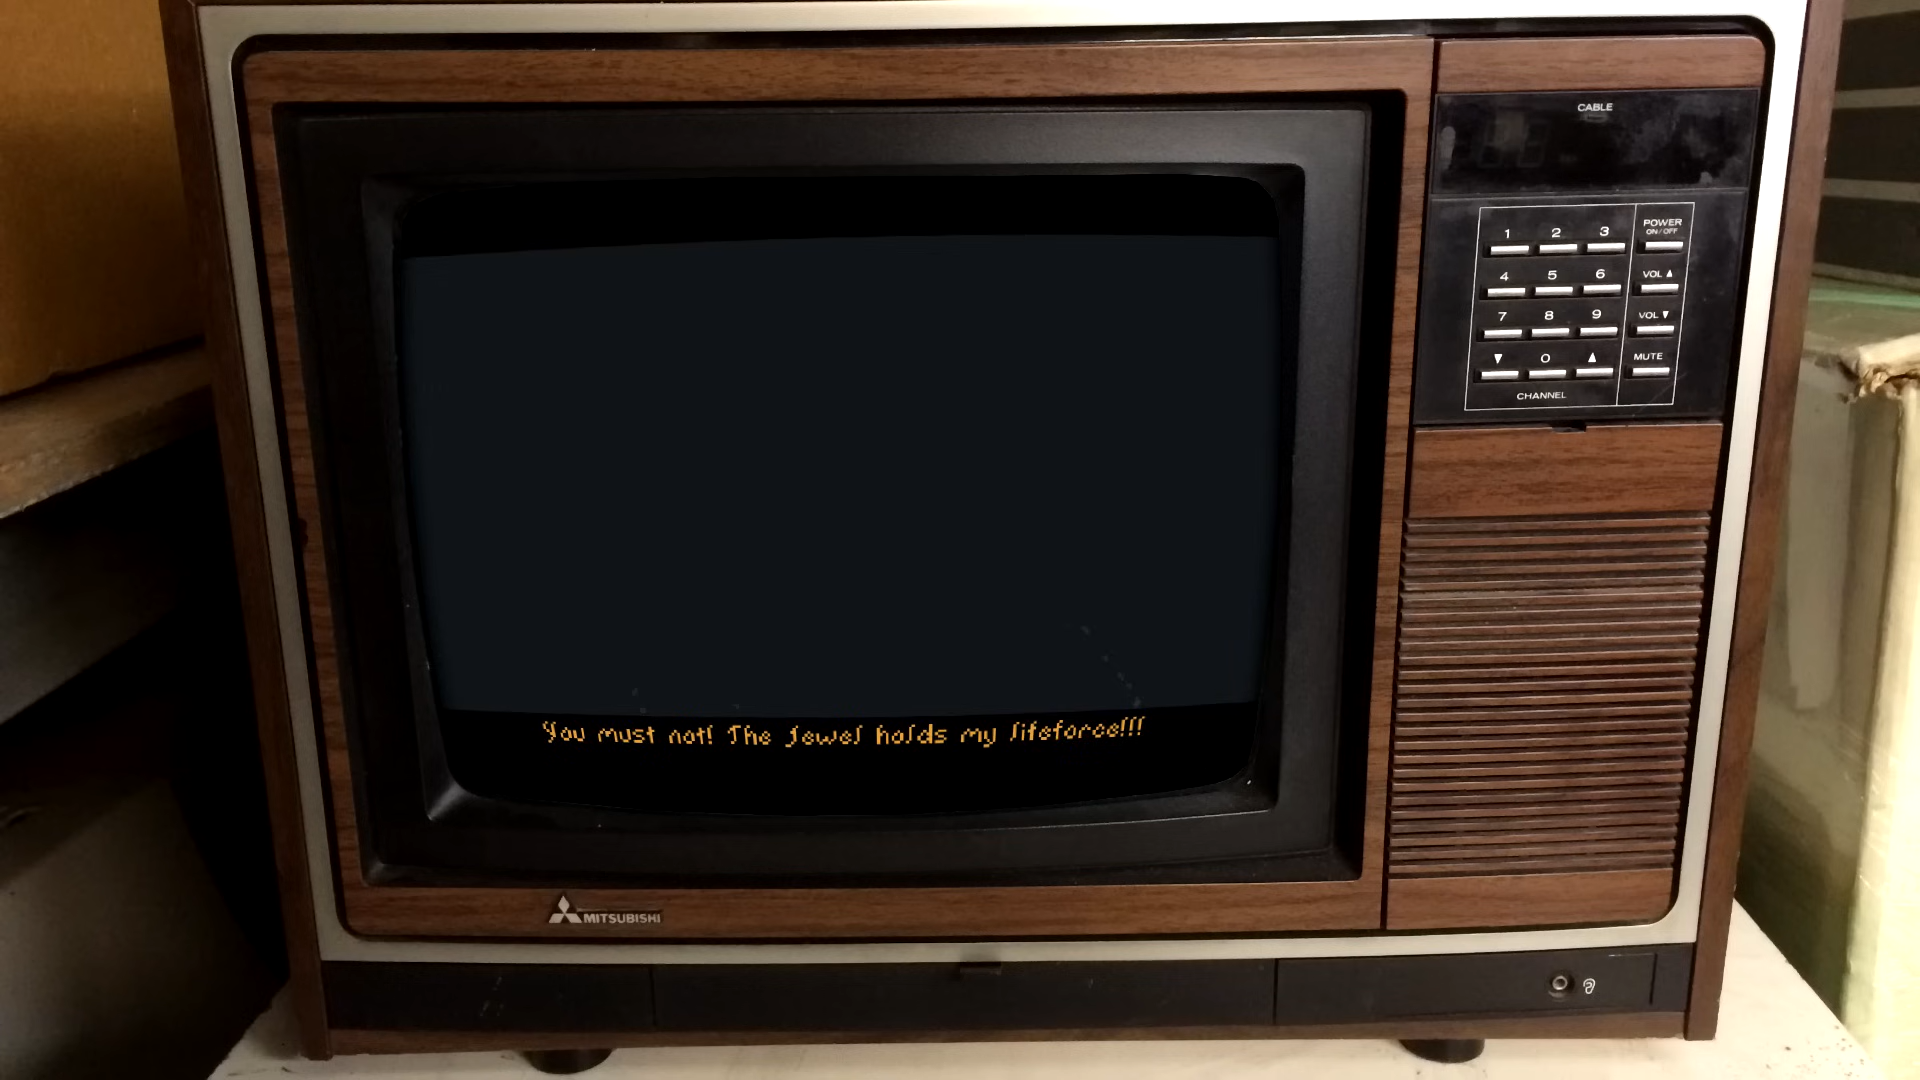 CABLE
1 2 3 POWER
ON/OFF
4 5 6 VOL ▲
7 8 9 VOL ▼
▼ 0 ▲ MUTE
CHANNEL
You must not! The jewel holds my lifeforce!!!
MITSUBISHI